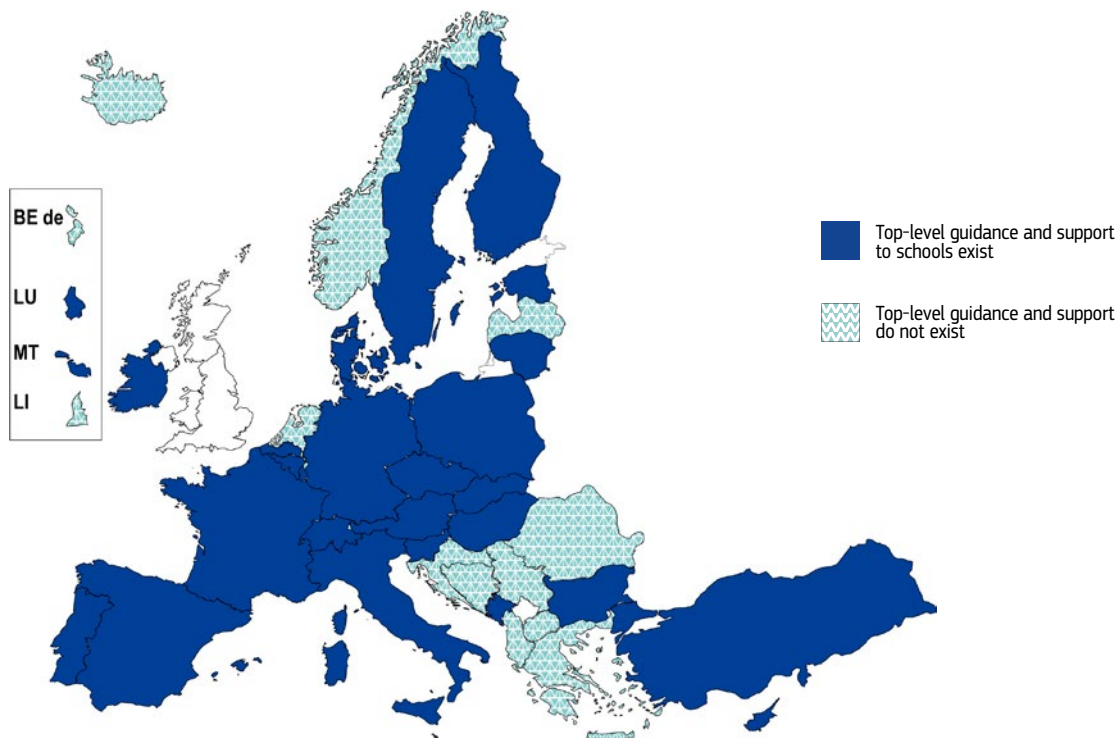 BE de
LU
MT
LI
Top-level guidance and support
to schools exist
Top-level guidance and support
do not exist